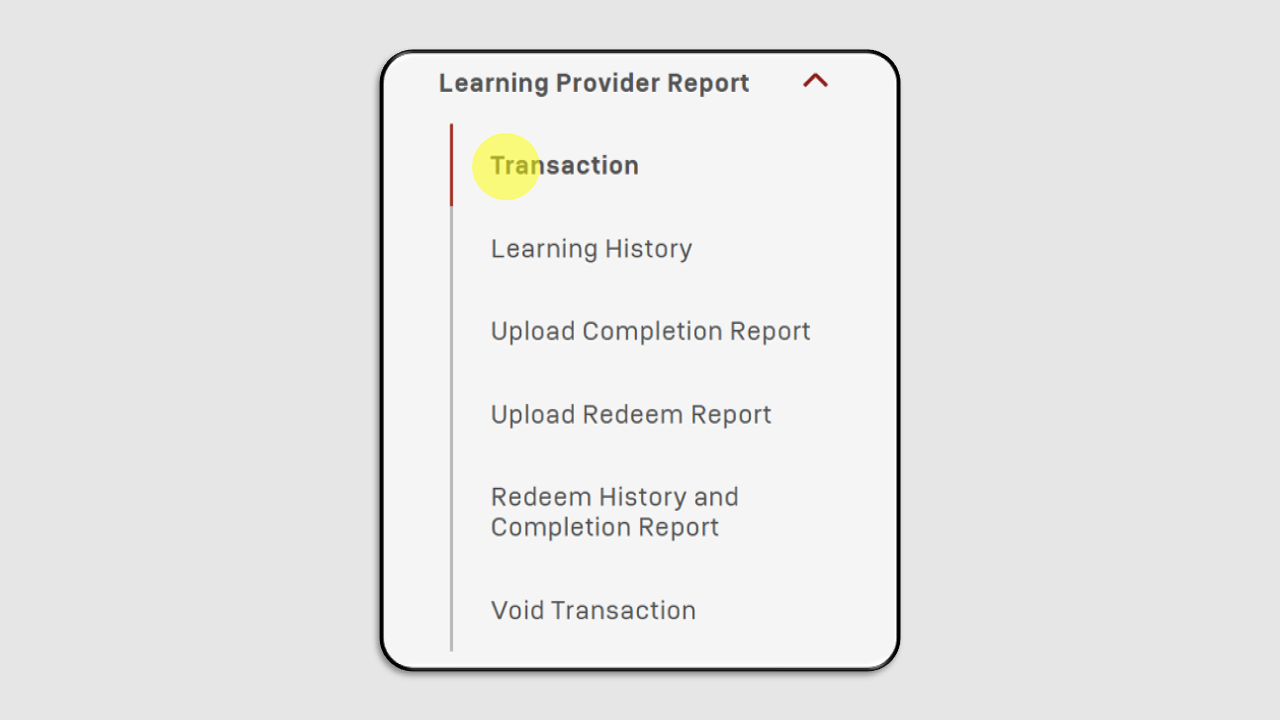 Learning Provider Report
Transaction
Learning History
Upload Completion Report
Upload Redeem Report
Redeem History and
Completion Report
Void Transaction